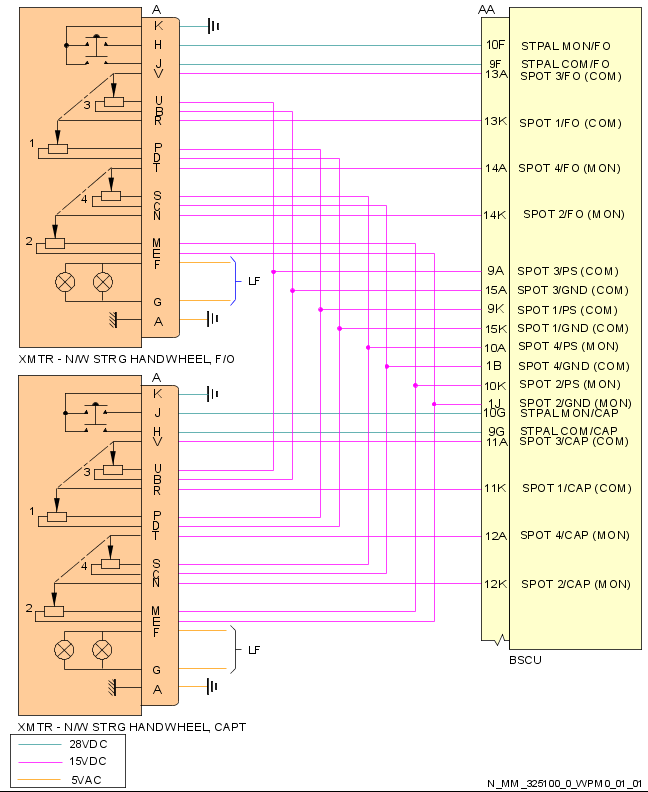 A AA
K
H 10F STPAL MON/FO
J 9F STPAL COM/FO
V 13A SPOT 3/FO (COM)
3 U
B
R 13K SPOT 1/FO (COM)
1 P
D
T 14A SPOT 4/FO (MON)
4 S
C
N 14K SPOT 2/FO (MON)
2 M
E
F
LF
G
A
9A SPOT 3/PS (COM)
15A SPOT 3/GND (COM)
9K SPOT 1/PS (COM)
15K SPOT 1/GND (COM)
10A SPOT 4/PS (MON)
1B SPOT 4/GND (COM)
10K SPOT 2/PS (MON)
1J SPOT 2/GND (MON)
XMTR - N/W STRG HANDWHEEL, F/O
A
K
J 10G STPAL MON/CAP
H 9G STPAL COM/CAP
V 11A SPOT 3/CAP (COM)
3 U
B
R 11K SPOT 1/CAP (COM)
1 P
D
T 12A SPOT 4/CAP (MON)
4 S
C
N 12K SPOT 2/CAP (MON)
2 M
E
F
LF
G
A
BSCU
XMTR - N/W STRG HANDWHEEL, CAPT
28VDC
15VDC
5VAC
N_MM_325100_0_WPM0_01_01